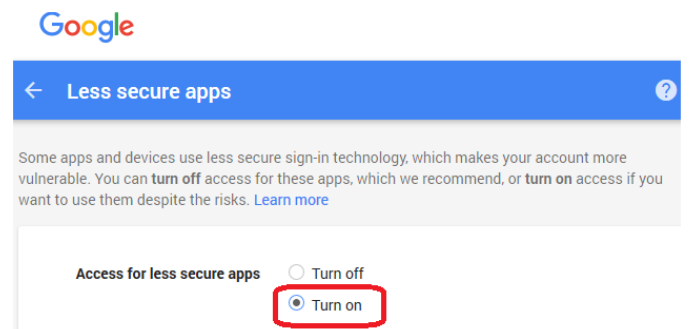 Google
Less secure apps
?
Some apps and devices use less secure sign-in technology, which makes your account more
vulnerable. You can turn off access for these apps, which we recommend, or turn on access if you
want to use them despite the risks. Learn more
Access for less secure apps Turn off
Turn on